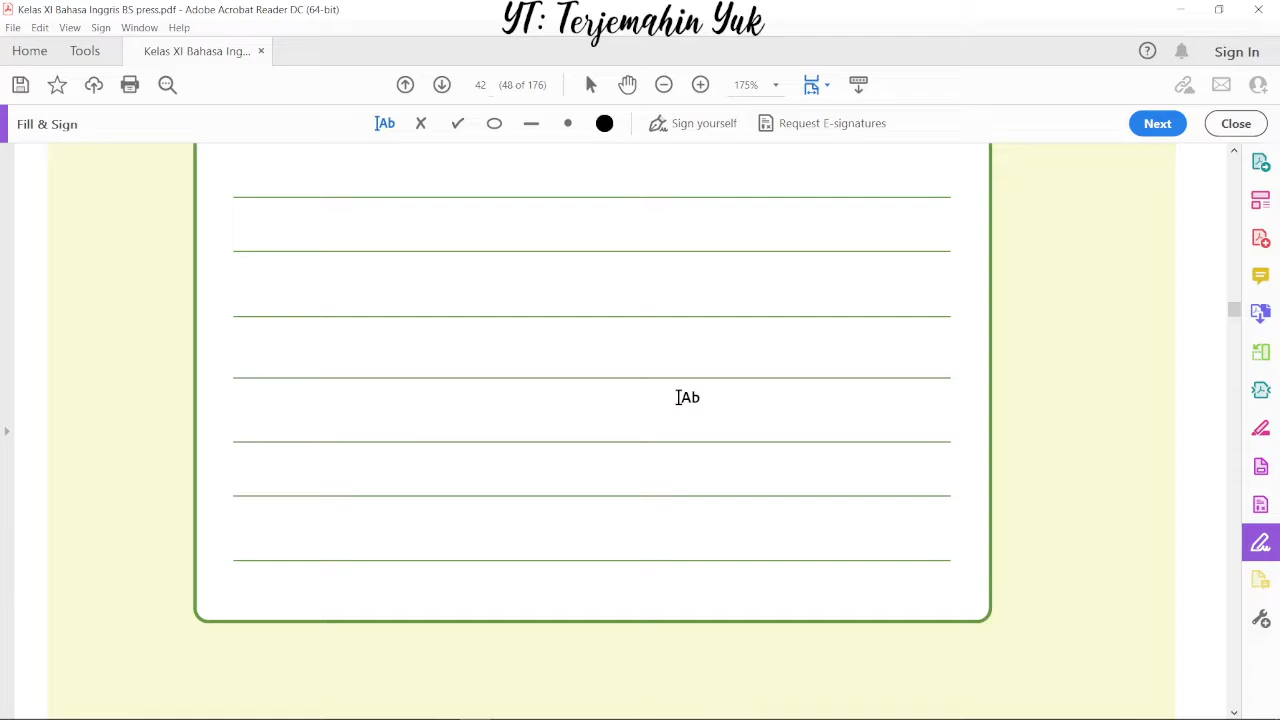 Kelas XI Bahasa Inggris BS press.pdf - Adobe Acrobat Reader DC (64-bit)
YT: Terjemahin Yuk
File Edit View Sign Window Help
Home Tools Kelas XI Bahasa Ing... × Sign In
42 (48 of 176) 175%
Fill & Sign Ab Sign yourself Request E-signatures Next Close
Ab